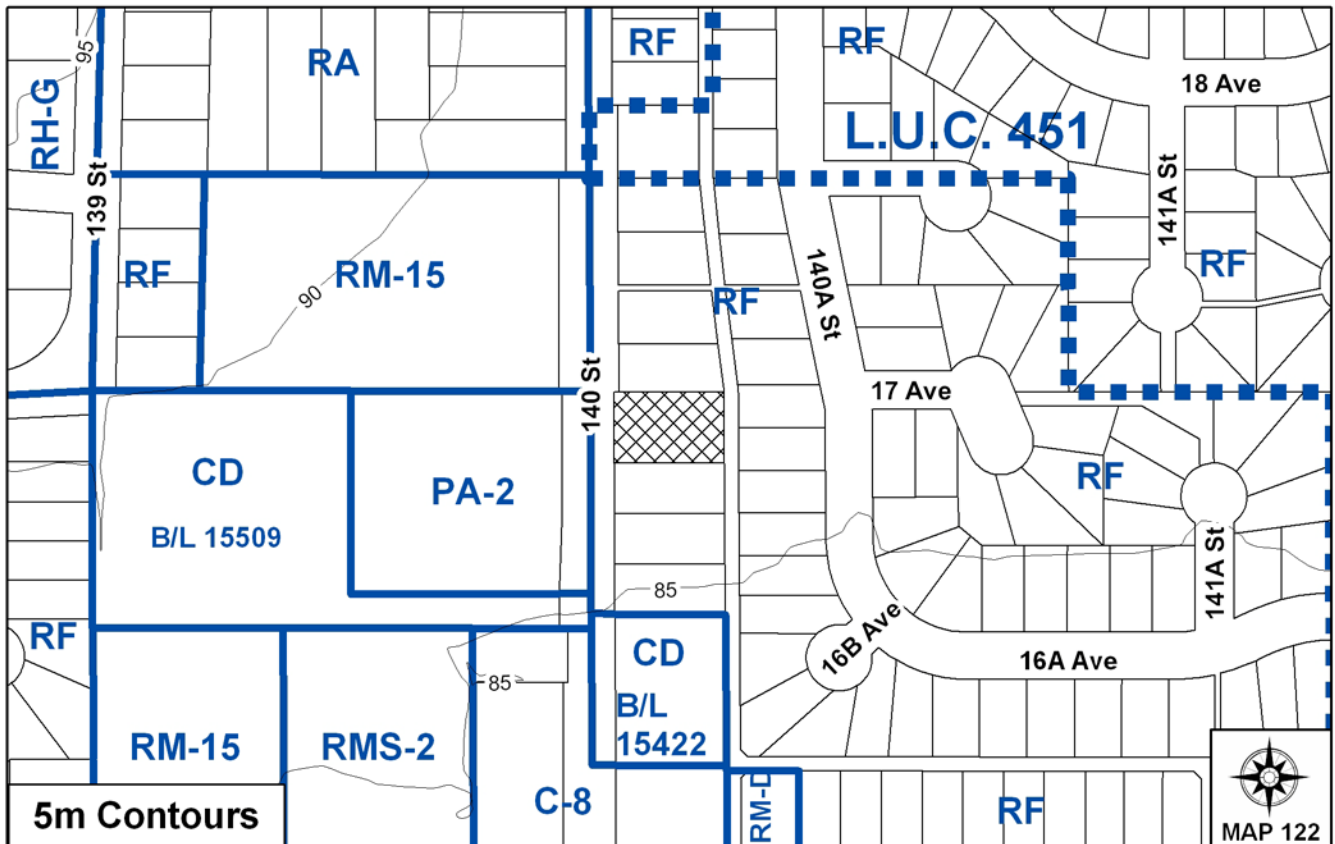 RF
RF
RA
95
18 Ave
RH-G
L.U.C. 451
139 St
141A St
RF
RM-15
RF
90
RF
140A St
140 St
17 Ave
CD
PA-2
RF
B/L 15509
85
141A St
RF
CD
16B Ave
16A Ave
85
B/L
15422
RM-15
RMS-2
C-8
RM-D
RF
5m Contours
MAP 122